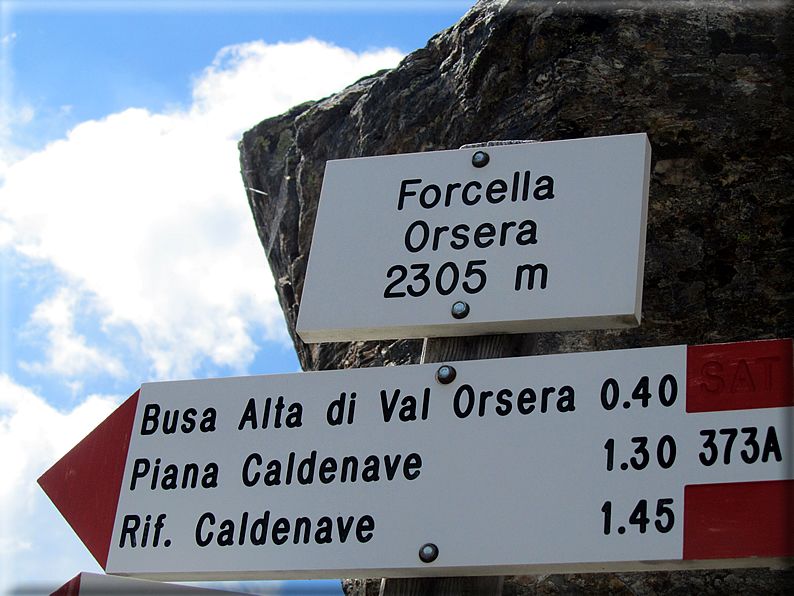 Forcella
Orsera
2305 m
SAT
Busa Alta di Val Orsera 0.40
Piana Caldenave 1.30 373A
Rif. Caldenave 1.45